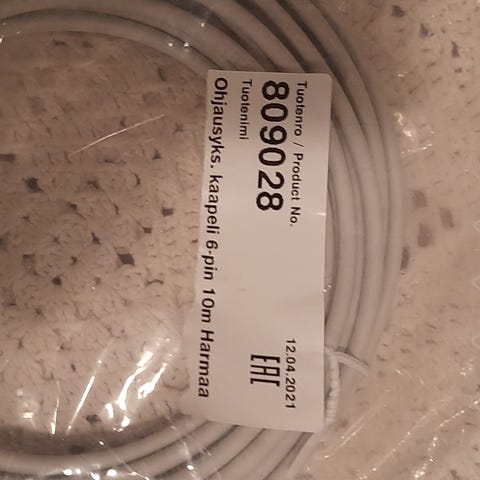 Tuotenro / Product No.
809028
Tuotenimi
Ohjausyks. kaapeli 6-pin 10m Harmaa
12.04.2021
EAC